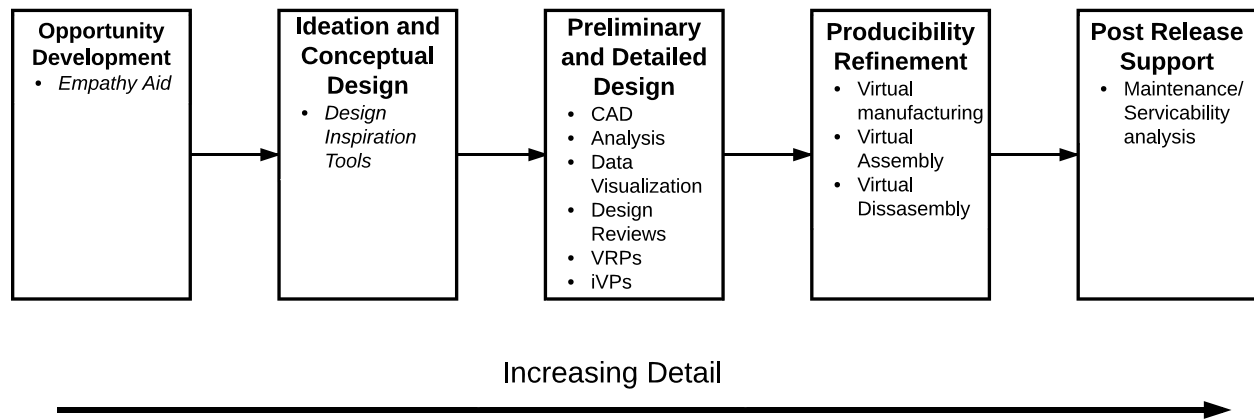 Opportunity
Development
• Empathy Aid
Ideation and
Conceptual
Design
• Design
Inspiration
Tools
Preliminary
and Detailed
Design
• CAD
• Analysis
• Data
Visualization
• Design
Reviews
• VRPs
• iVPs
Producibility
Refinement
• Virtual
manufacturing
• Virtual
Assembly
• Virtual
Dissasembly
Post Release
Support
• Maintenance/
Servicability
analysis
Increasing Detail